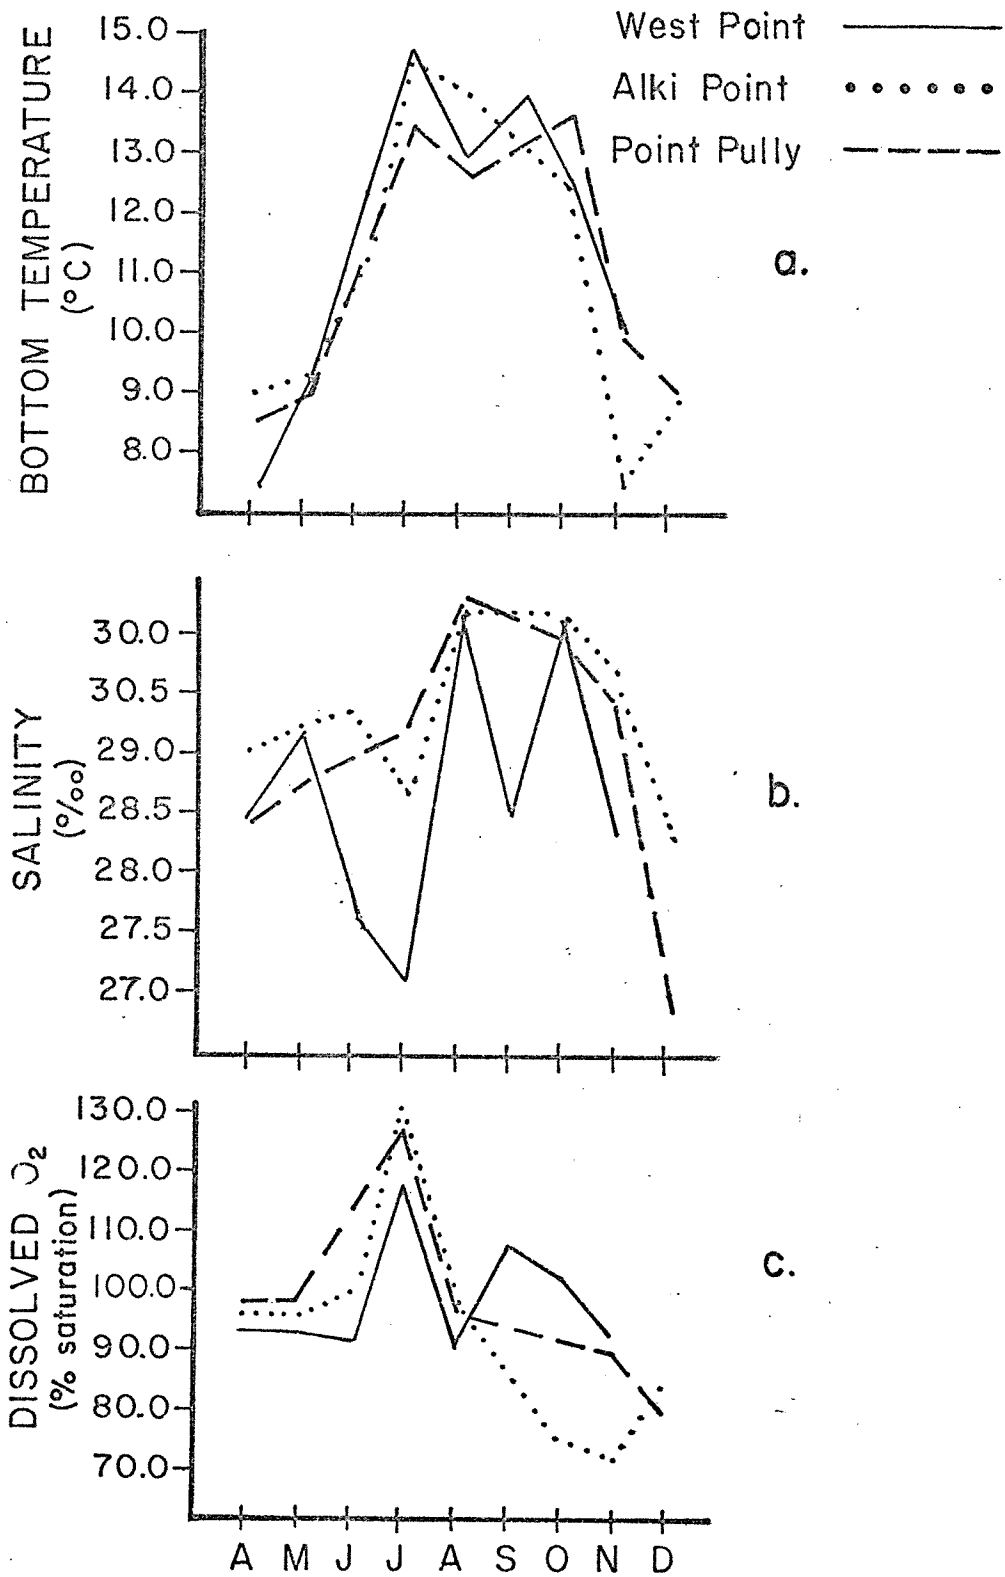 West Point
Alki Point
Point Pully
BOTTOM TEMPERATURE
(°C)
15.0
14.0
13.0
12.0
11.0
10.0
9.0
8.0
a.
SALINITY
(‰)
30.0
30.5
29.0
28.5
28.0
27.5
27.0
b.
DISSOLVED O₂
(% saturation)
130.0
120.0
110.0
100.0
90.0
80.0
70.0
c.
A M J J A S O N D